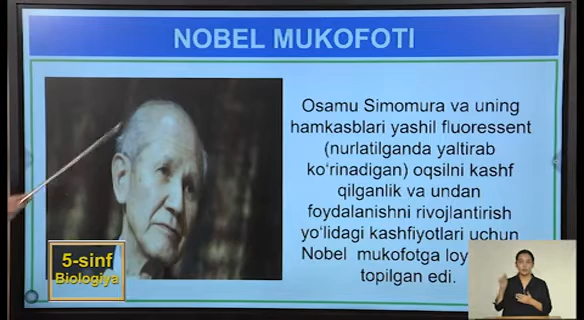 NOBEL MUKOFOTI
Osamu Simomura va uning
hamkasblari yashil fluoressent
(nurlatilganda yaltirab
ko‘rinadigan) oqsilni kashf
qilganlik va undan
foydalanishni rivojlantirish
yo‘lidagi kashfiyotlari uchun
Nobel mukofotga
topilgan edi.
5-sinf
Biologiya